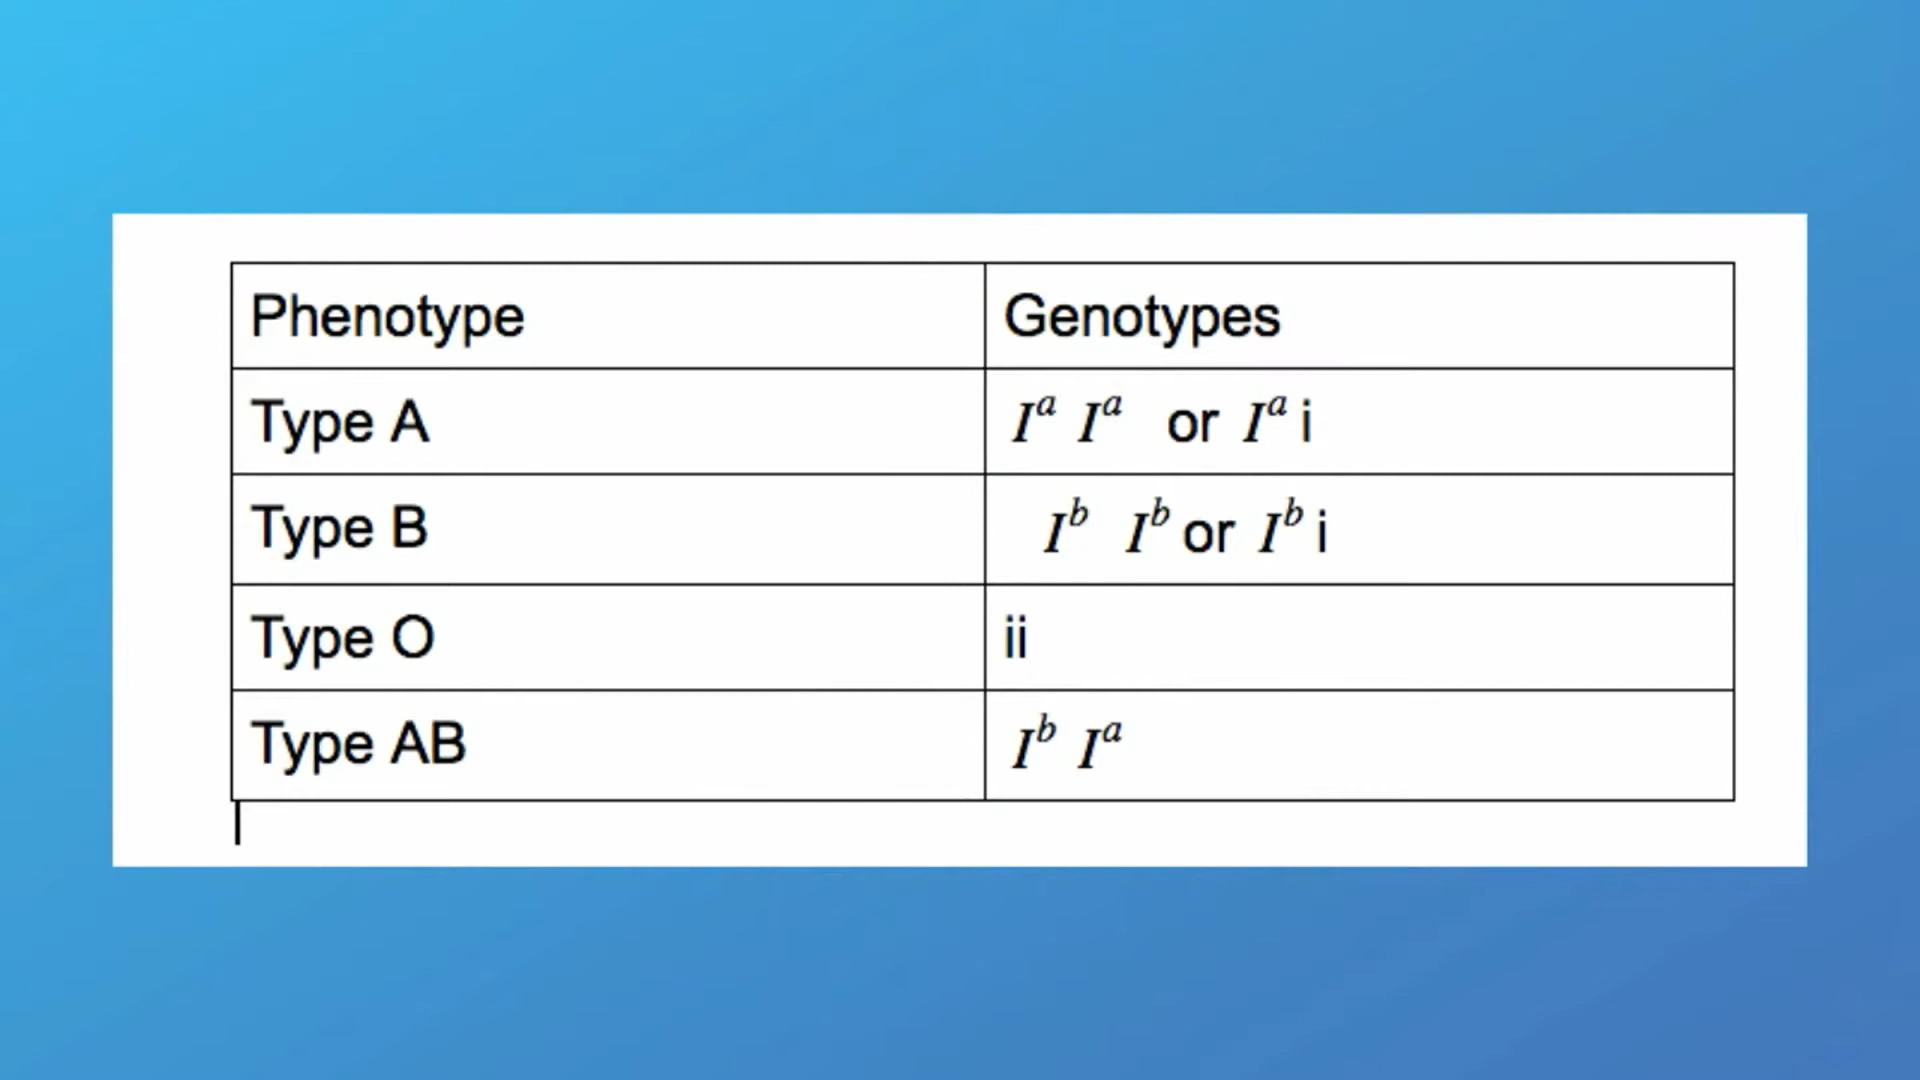 Phenotype Genotypes
Type A Iᵃ Iᵃ or Iᵃ i
Type B Iᵇ Iᵇ or Iᵇ i
Type O ii
Type AB Iᵇ Iᵃ